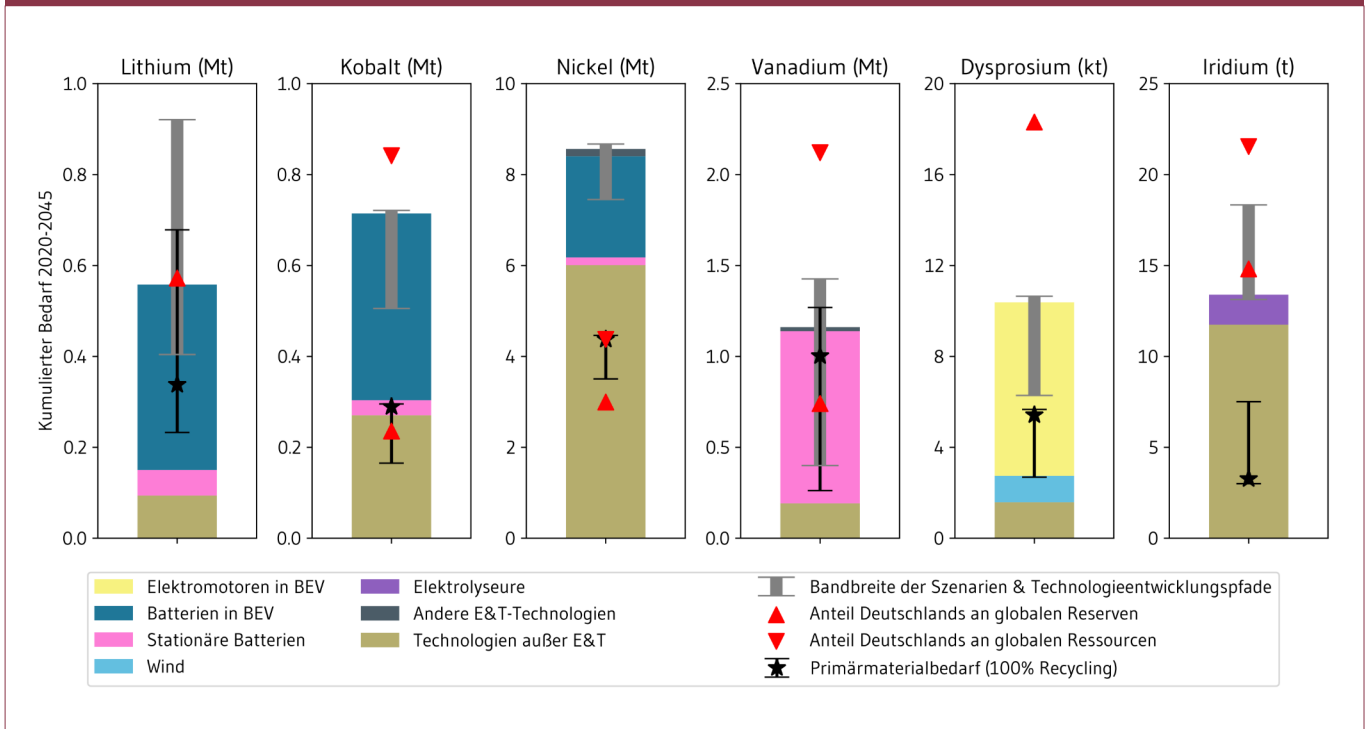 Lithium (Mt)
Kobalt (Mt)
Nickel (Mt)
Vanadium (Mt)
Dysprosium (kt)
Iridium (t)
Kumulierter Bedarf 2020-2045
1.0
0.8
0.6
0.4
0.2
0.0
1.0
0.8
0.6
0.4
0.2
0.0
10
8
6
4
2
0
2.5
2.0
1.5
1.0
0.5
0.0
20
16
12
8
4
0
25
20
15
10
5
0
Elektromotoren in BEV
Batterien in BEV
Stationäre Batterien
Wind
Elektrolyseure
Andere E&T-Technologien
Technologien außer E&T
Bandbreite der Szenarien & Technologieentwicklungspfade
Anteil Deutschlands an globalen Reserven
Anteil Deutschlands an globalen Ressourcen
Primärmaterialbedarf (100% Recycling)